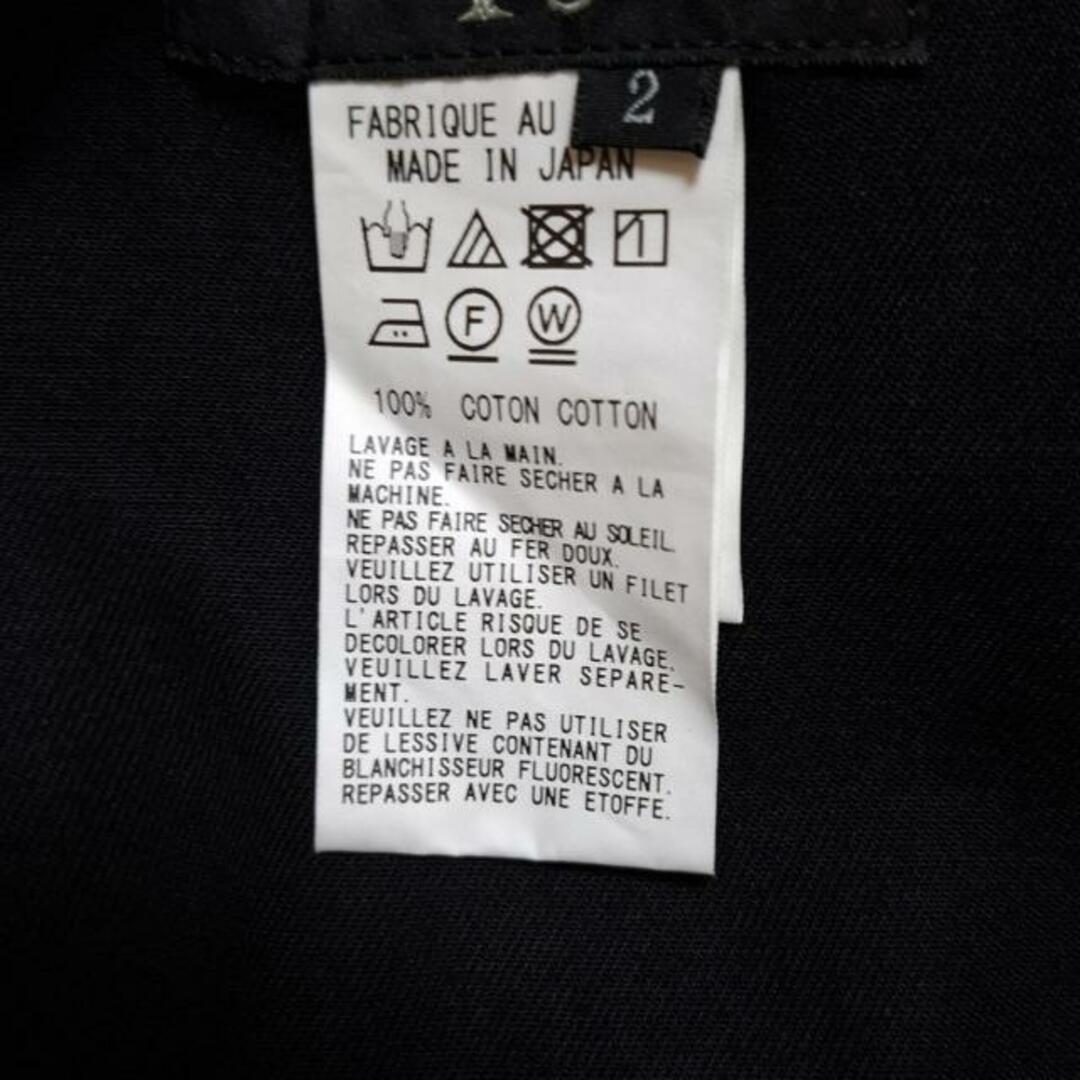 2
FABRIQUE AU
MADE IN JAPAN
F W
100% COTON COTTON
LAVAGE A LA MAIN.
NE PAS FAIRE SECHER A LA
MACHINE.
NE PAS FAIRE SECHER AU SOLEIL.
REPASSER AU FER DOUX.
VEUILLEZ UTILISER UN FILET
LORS DU LAVAGE.
L'ARTICLE RISQUE DE SE
DECOLORER LORS DU LAVAGE.
VEUILLEZ LAVER SEPARE-
MENT.
VEUILLEZ NE PAS UTILISER
DE LESSIVE CONTENANT DU
BLANCHISSEUR FLUORESCENT.
REPASSER AVEC UNE ETOFFE.